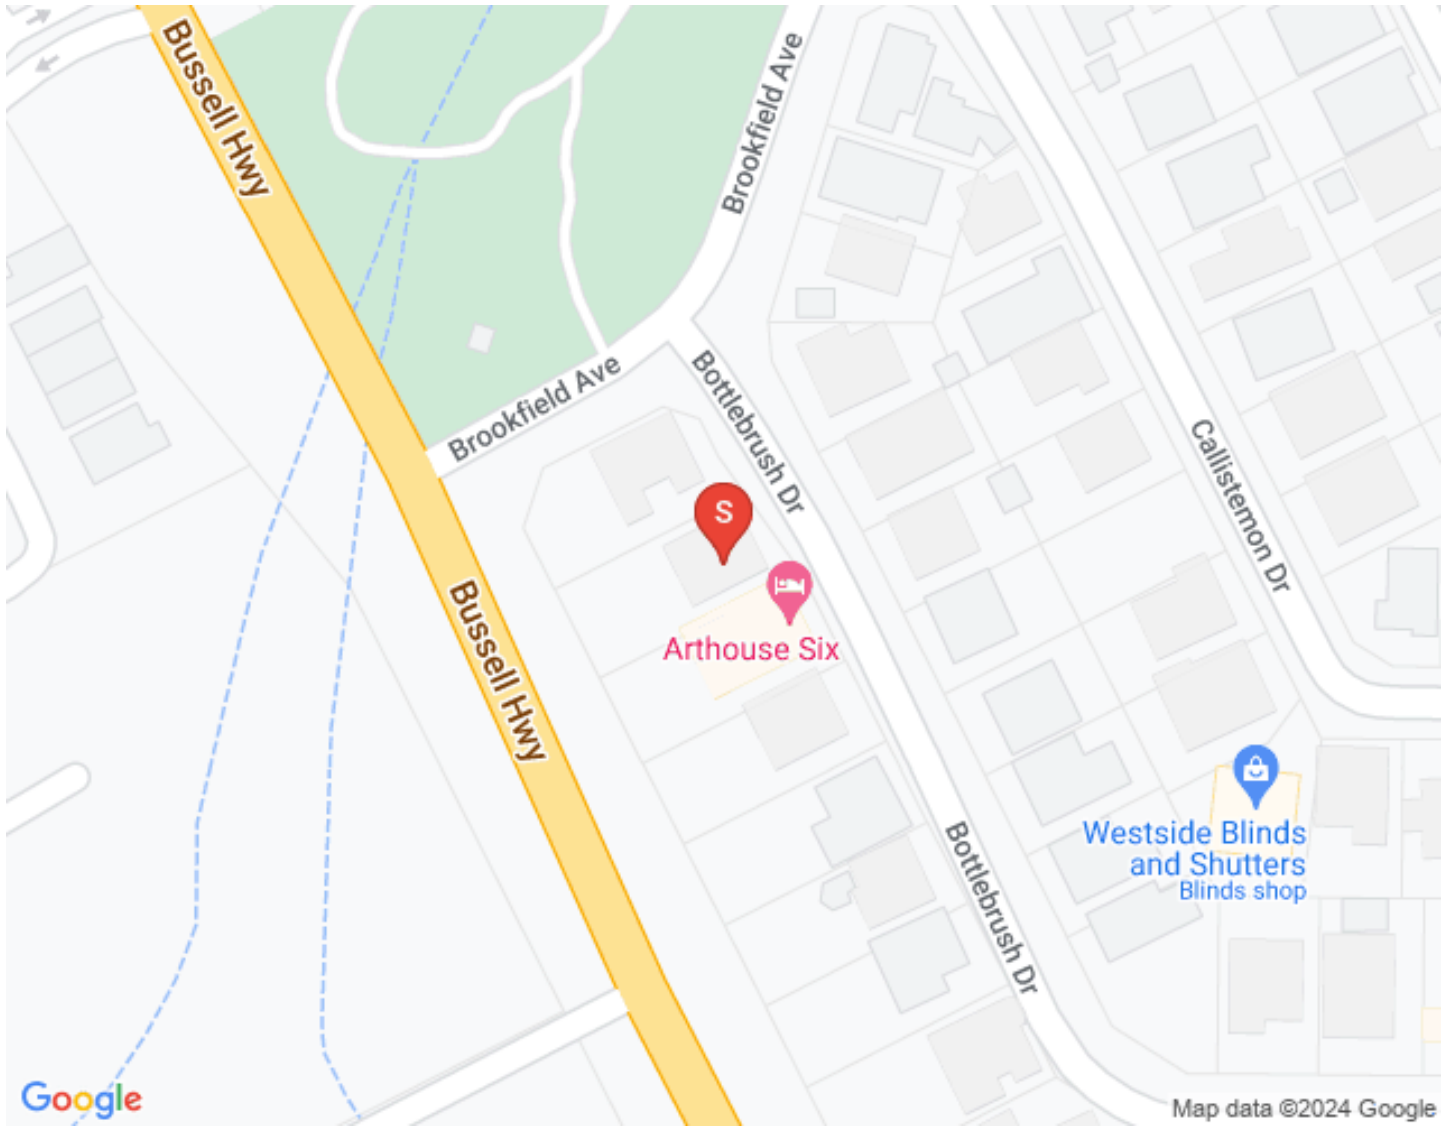 Bussell Hwy
Brookfield Ave
Brookfield Ave
Bottlebrush Dr
Callistemon Dr
S
Arthouse Six
Bussell Hwy
Westside Blinds
and Shutters
Blinds shop
Bottlebrush Dr
Google
Map data ©2024 Google